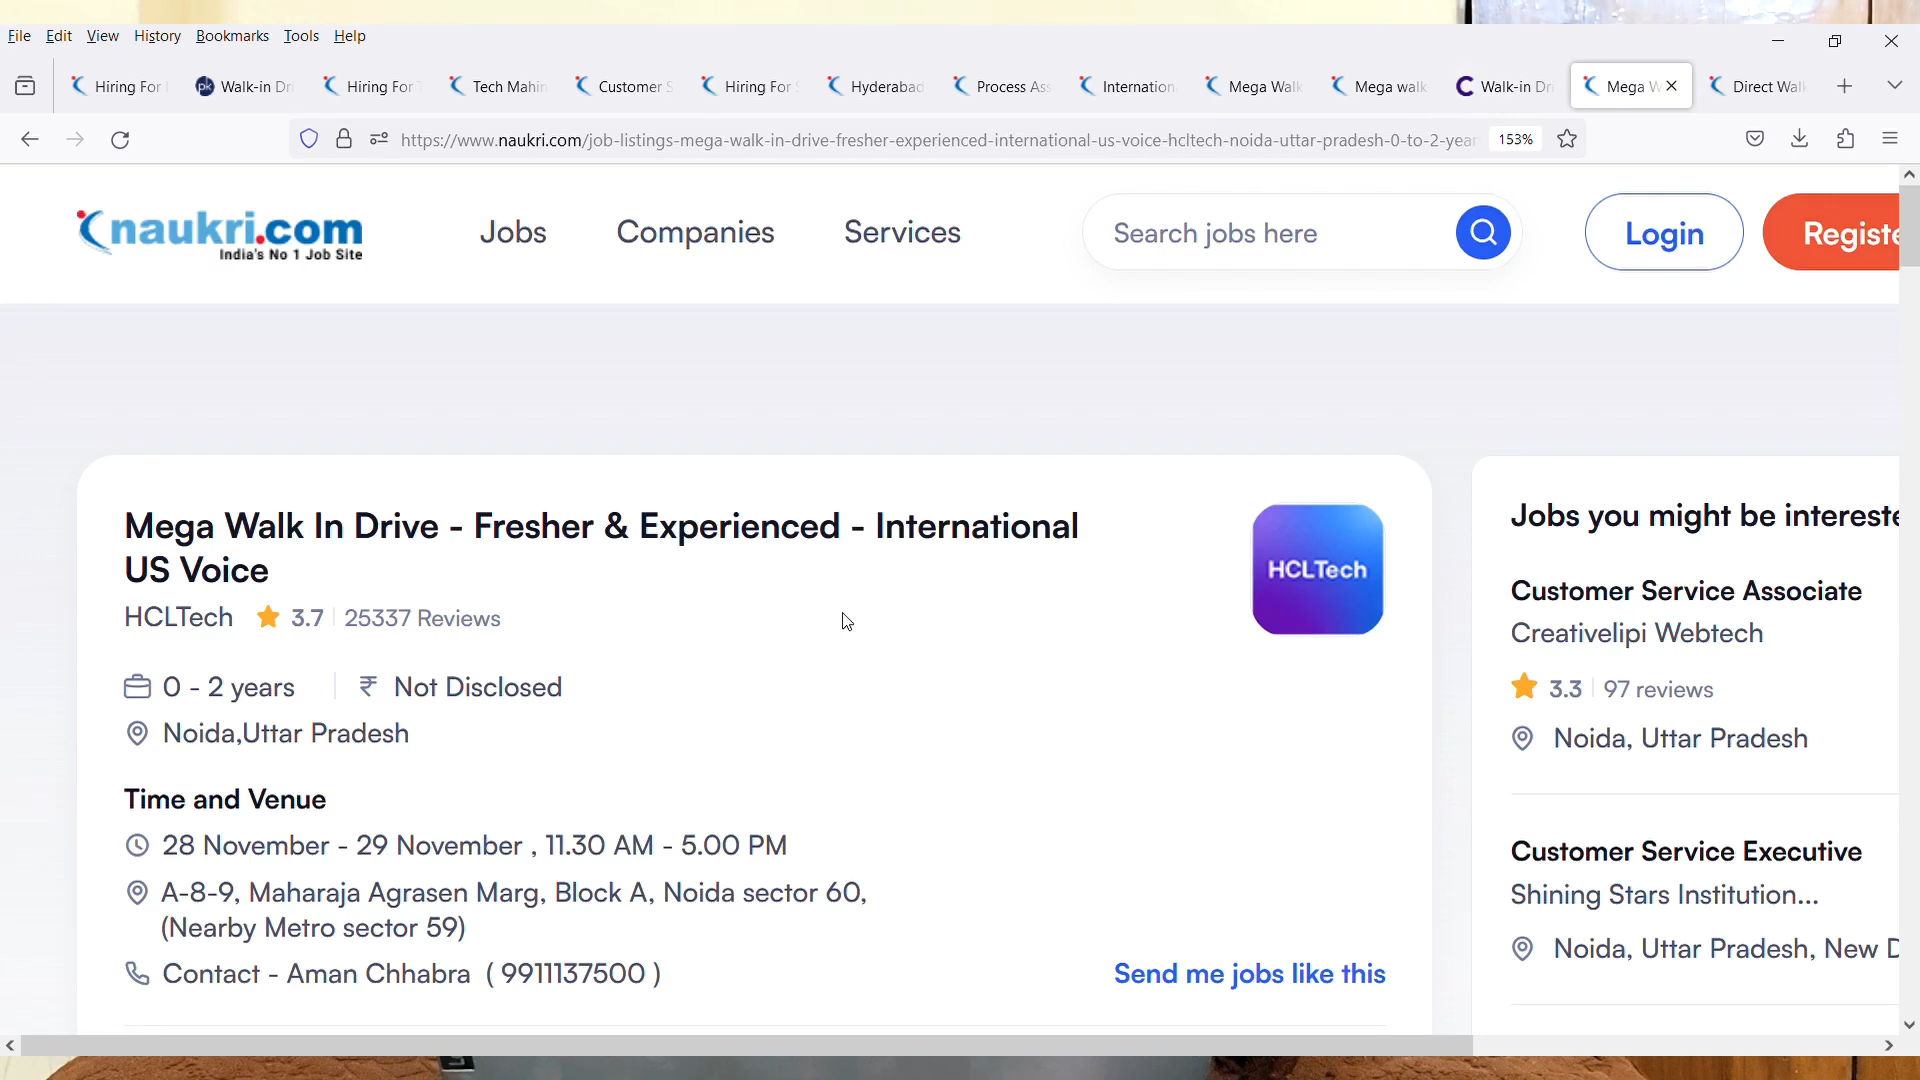 File Edit View History Bookmarks Tools Help
Hiring For Walk-in Dri Hiring For Tech Mahin Customer S Hiring For S Hyderabad Process Ass Internation Mega Walk Mega walk Walk-in Dri Mega W Direct Walk
https://www.naukri.com/job-listings-mega-walk-in-drive-fresher-experienced-international-us-voice-hcltech-noida-uttar-pradesh-0-to-2-year 153%
naukri.com
India's No 1 Job Site
Jobs Companies Services Search jobs here Login Registe
Mega Walk In Drive - Fresher & Experienced - International
US Voice
HCLTech 3.7 25337 Reviews
HCLTech
0 - 2 years ₹ Not Disclosed
Noida,Uttar Pradesh
Time and Venue
28 November - 29 November , 11.30 AM - 5.00 PM
A-8-9, Maharaja Agrasen Marg, Block A, Noida sector 60,
(Nearby Metro sector 59)
Contact - Aman Chhabra ( 9911137500 )
Send me jobs like this
Jobs you might be intereste
Customer Service Associate
Creativelipi Webtech
3.3 97 reviews
Noida, Uttar Pradesh
Customer Service Executive
Shining Stars Institution...
Noida, Uttar Pradesh, New D